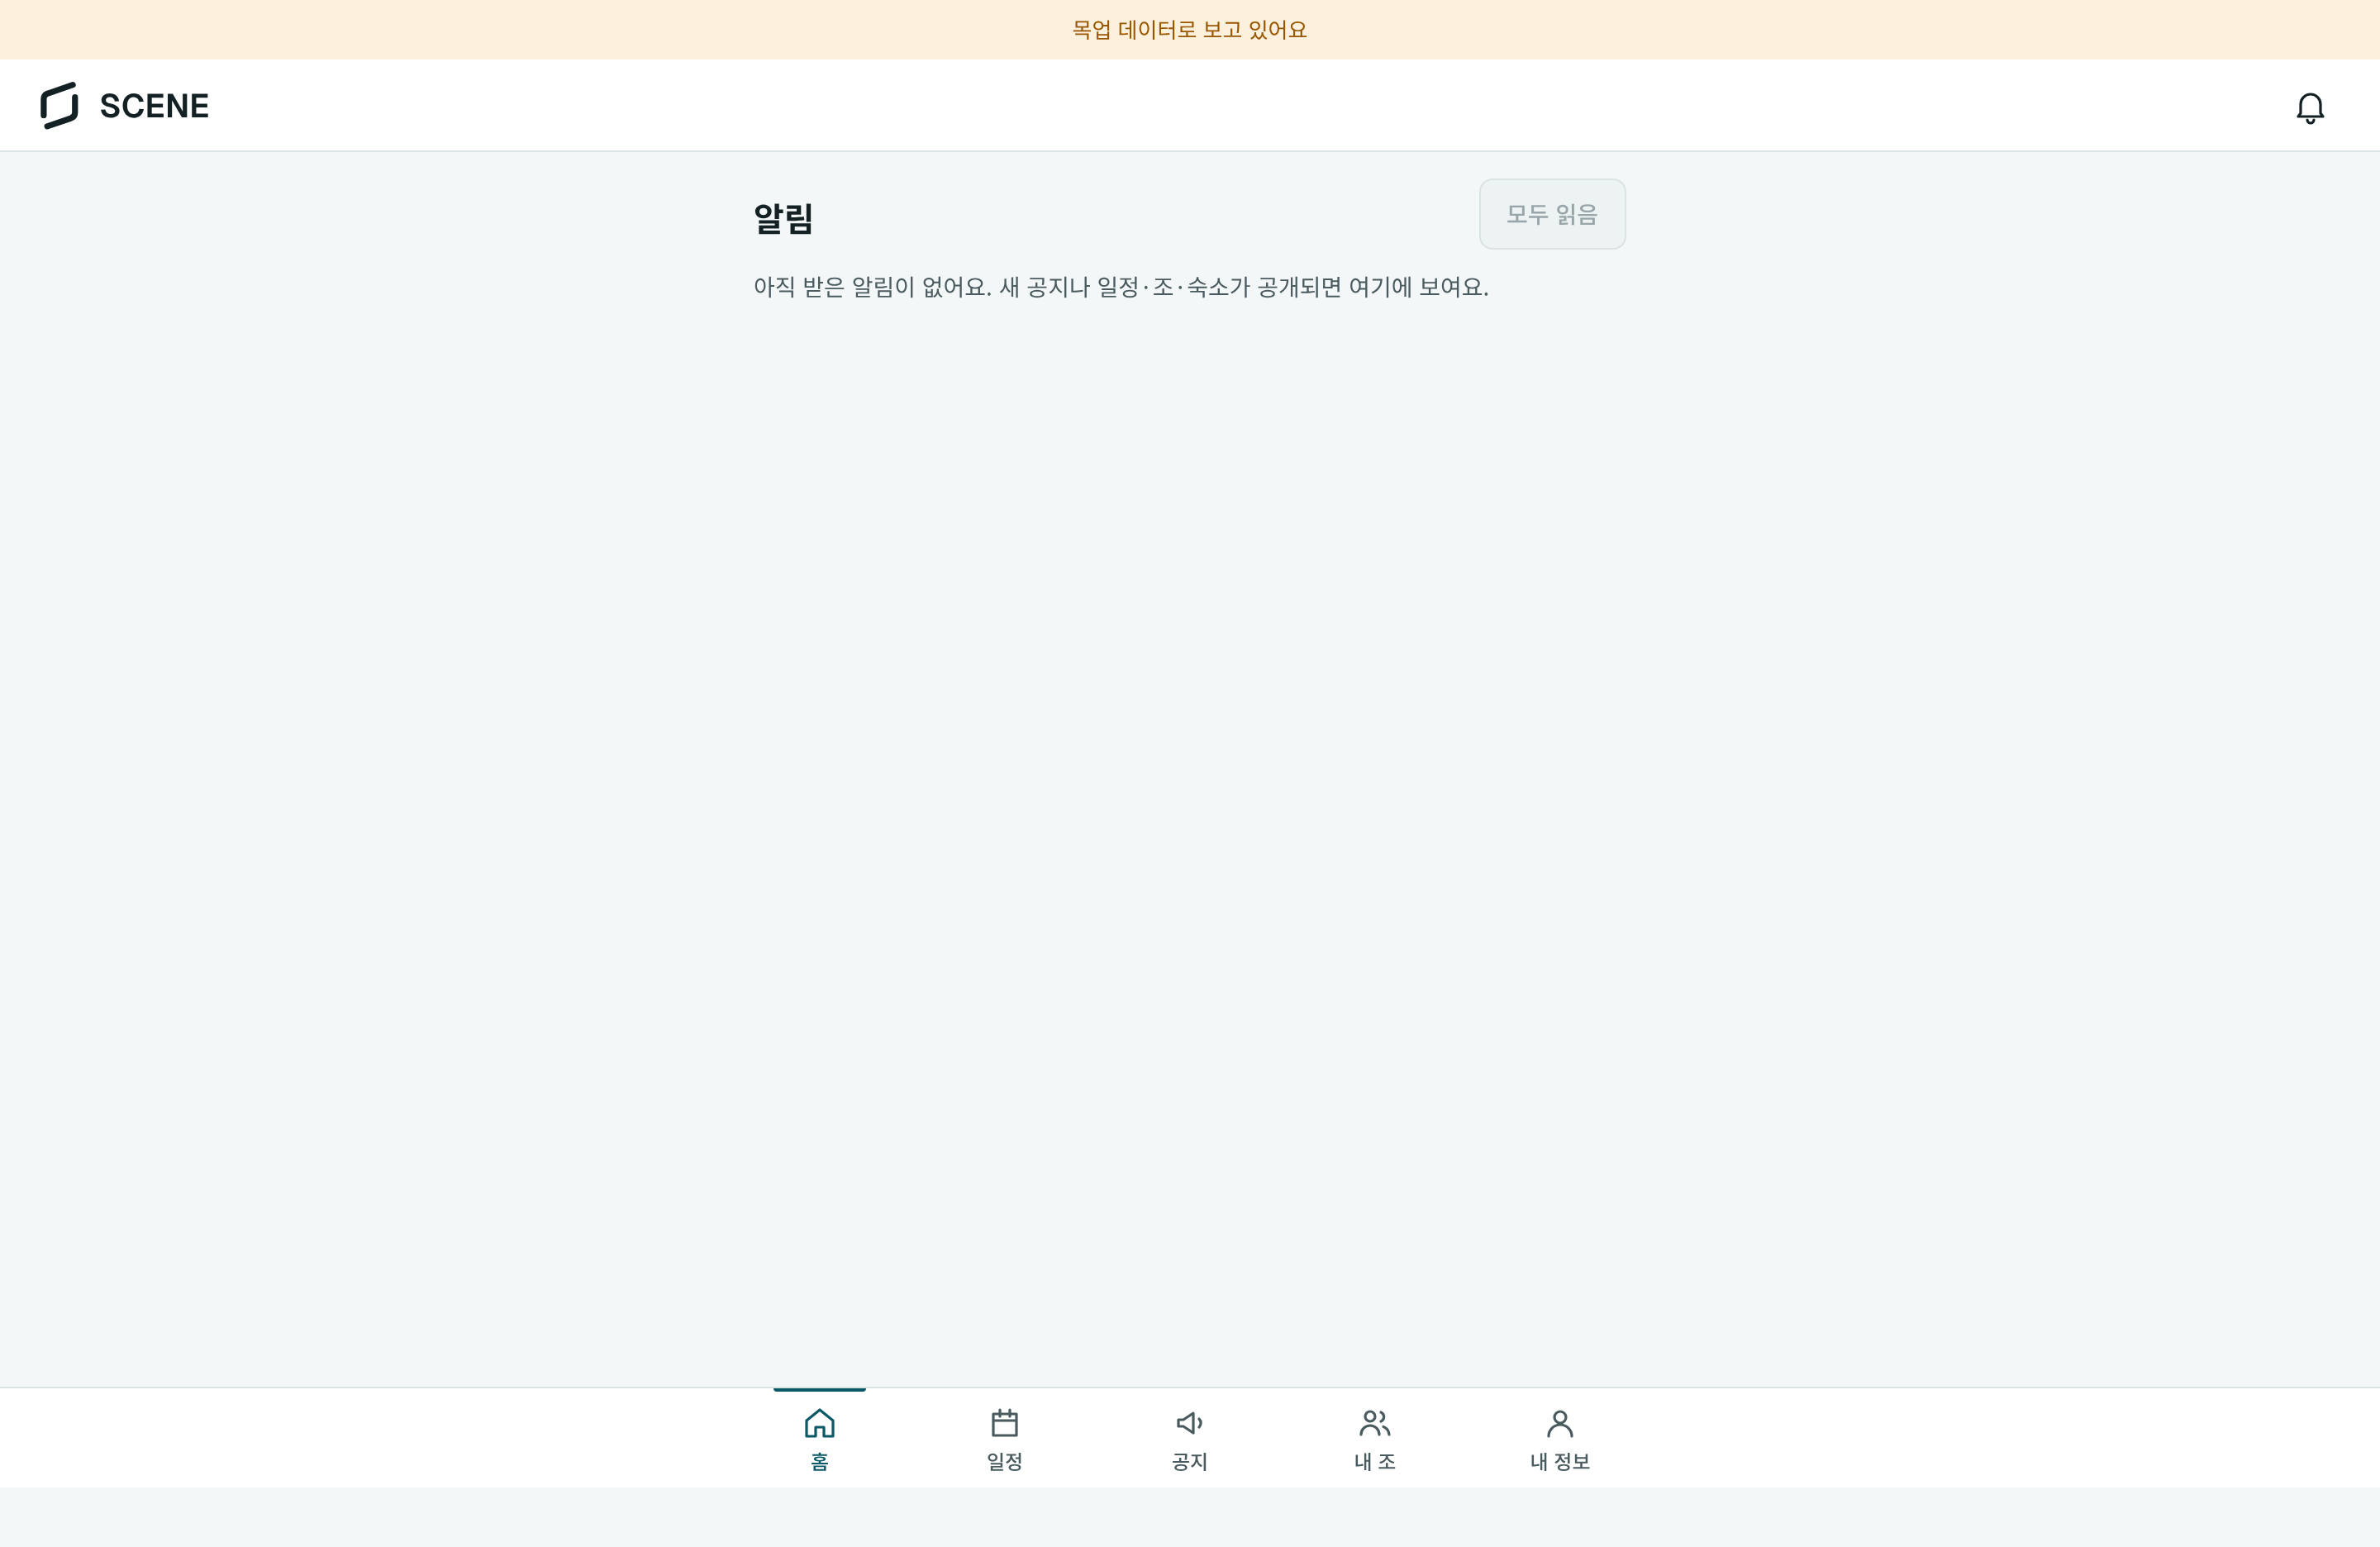 목업 데이터로 보고 있어요
SCENE
알림
모두 읽음
아직 받은 알림이 없어요. 새 공지나 일정·조·숙소가 공개되면 여기에 보여요.
홈
일정
공지
내 조
내 정보